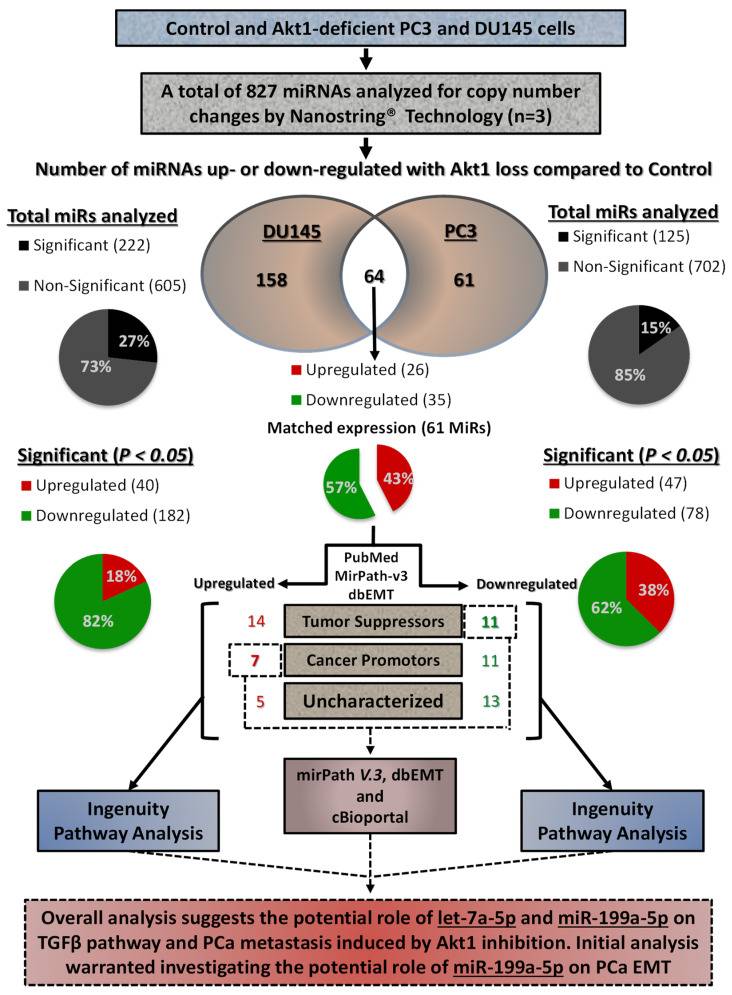 Control and Akt1-deficient PC3 and DU145 cells
A total of 827 miRNAs analyzed for copy number
changes by Nanostring® Technology (n=3)
Number of miRNAs up- or down-regulated with Akt1 loss compared to Control
Total miRs analyzed
Significant (222)
Non-Significant (605)
27%
73%
DU145
158
64
PC3
61
Total miRs analyzed
Significant (125)
Non-Significant (702)
15%
85%
Upregulated (26)
Downregulated (35)
Matched expression (61 MiRs)
57%
43%
Significant (P < 0.05)
Upregulated (40)
Downregulated (182)
18%
82%
Significant (P < 0.05)
Upregulated (47)
Downregulated (78)
38%
62%
PubMed
MirPath-v3
dbEMT
Upregulated
Downregulated
14
Tumor Suppressors
11
7
Cancer Promotors
11
5
Uncharacterized
13
Ingenuity
Pathway Analysis
mirPath V.3, dbEMT
and
cBioportal
Ingenuity
Pathway Analysis
Overall analysis suggests the potential role of let-7a-5p and miR-199a-5p on
TGFβ pathway and PCa metastasis induced by Akt1 inhibition. Initial analysis
warranted investigating the potential role of miR-199a-5p on PCa EMT